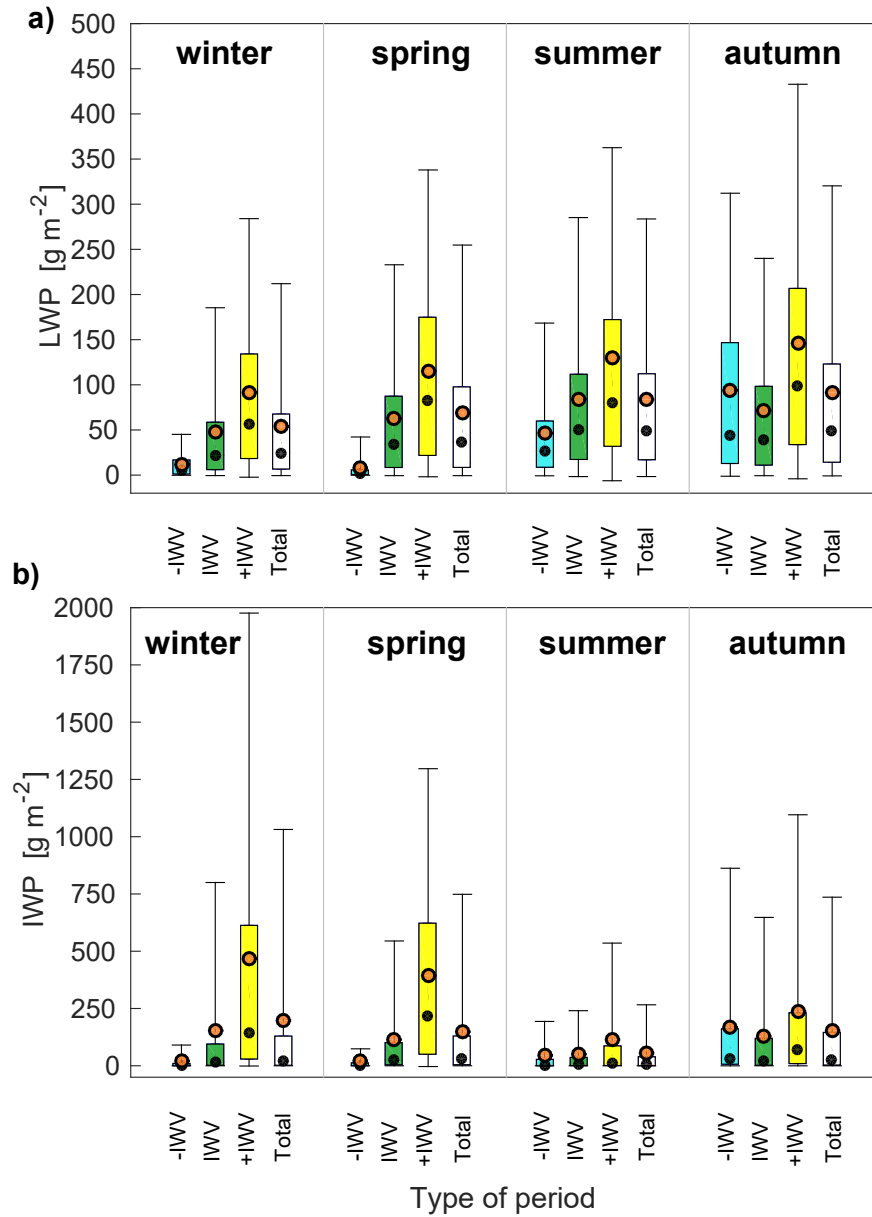 a)
winter spring summer autumn
500
450
400
350
300
250
200
150
100
50
0
LWP [g m⁻²]
-IWV IWV +IWV Total -IWV IWV +IWV Total -IWV IWV +IWV Total -IWV IWV +IWV Total
b)
winter spring summer autumn
2000
1750
1500
1250
1000
750
500
250
0
IWP [g m⁻²]
-IWV IWV +IWV Total -IWV IWV +IWV Total -IWV IWV +IWV Total -IWV IWV +IWV Total
Type of period